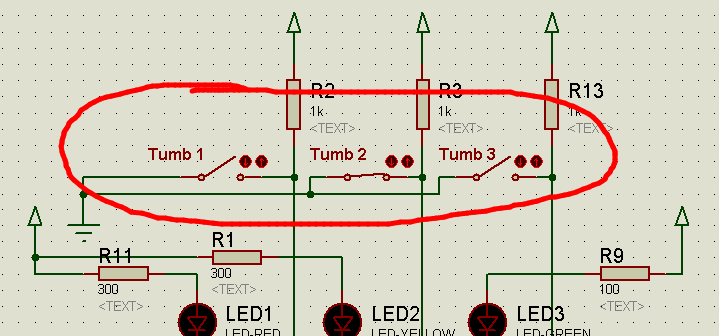 R2
R3
R13
1k
1k
1k
<TEXT>
<TEXT>
<TEXT>
Tumb 1
Tumb 2
Tumb 3
R11
R1
R9
300
300
100
<TEXT>
<TEXT>
<TEXT>
LED1
LED2
LED3
LED-RED
LED-YELLOW
LED-GREEN